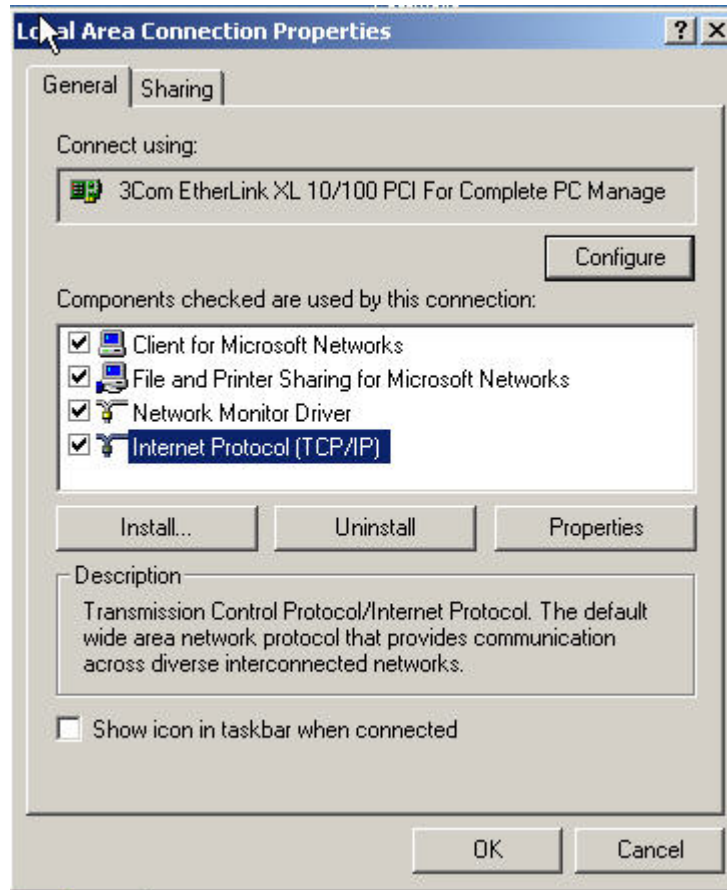 Local Area Connection Properties
General Sharing
Connect using:
3Com EtherLink XL 10/100 PCI For Complete PC Manage
Configure
Components checked are used by this connection:
Client for Microsoft Networks
File and Printer Sharing for Microsoft Networks
Network Monitor Driver
Internet Protocol (TCP/IP)
Install... Uninstall Properties
Description
Transmission Control Protocol/Internet Protocol. The default
wide area network protocol that provides communication
across diverse interconnected networks.
Show icon in taskbar when connected
OK Cancel